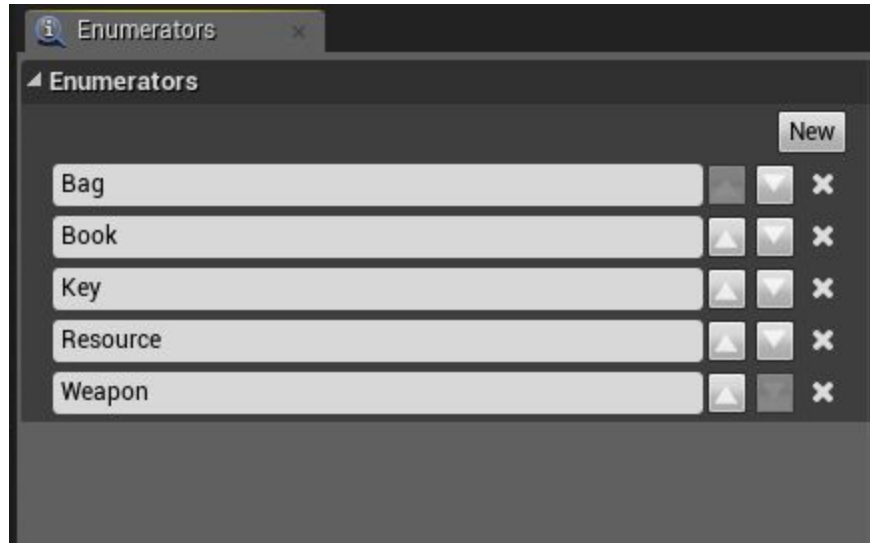 Enumerators
Enumerators
New
Bag
Book
Key
Resource
Weapon